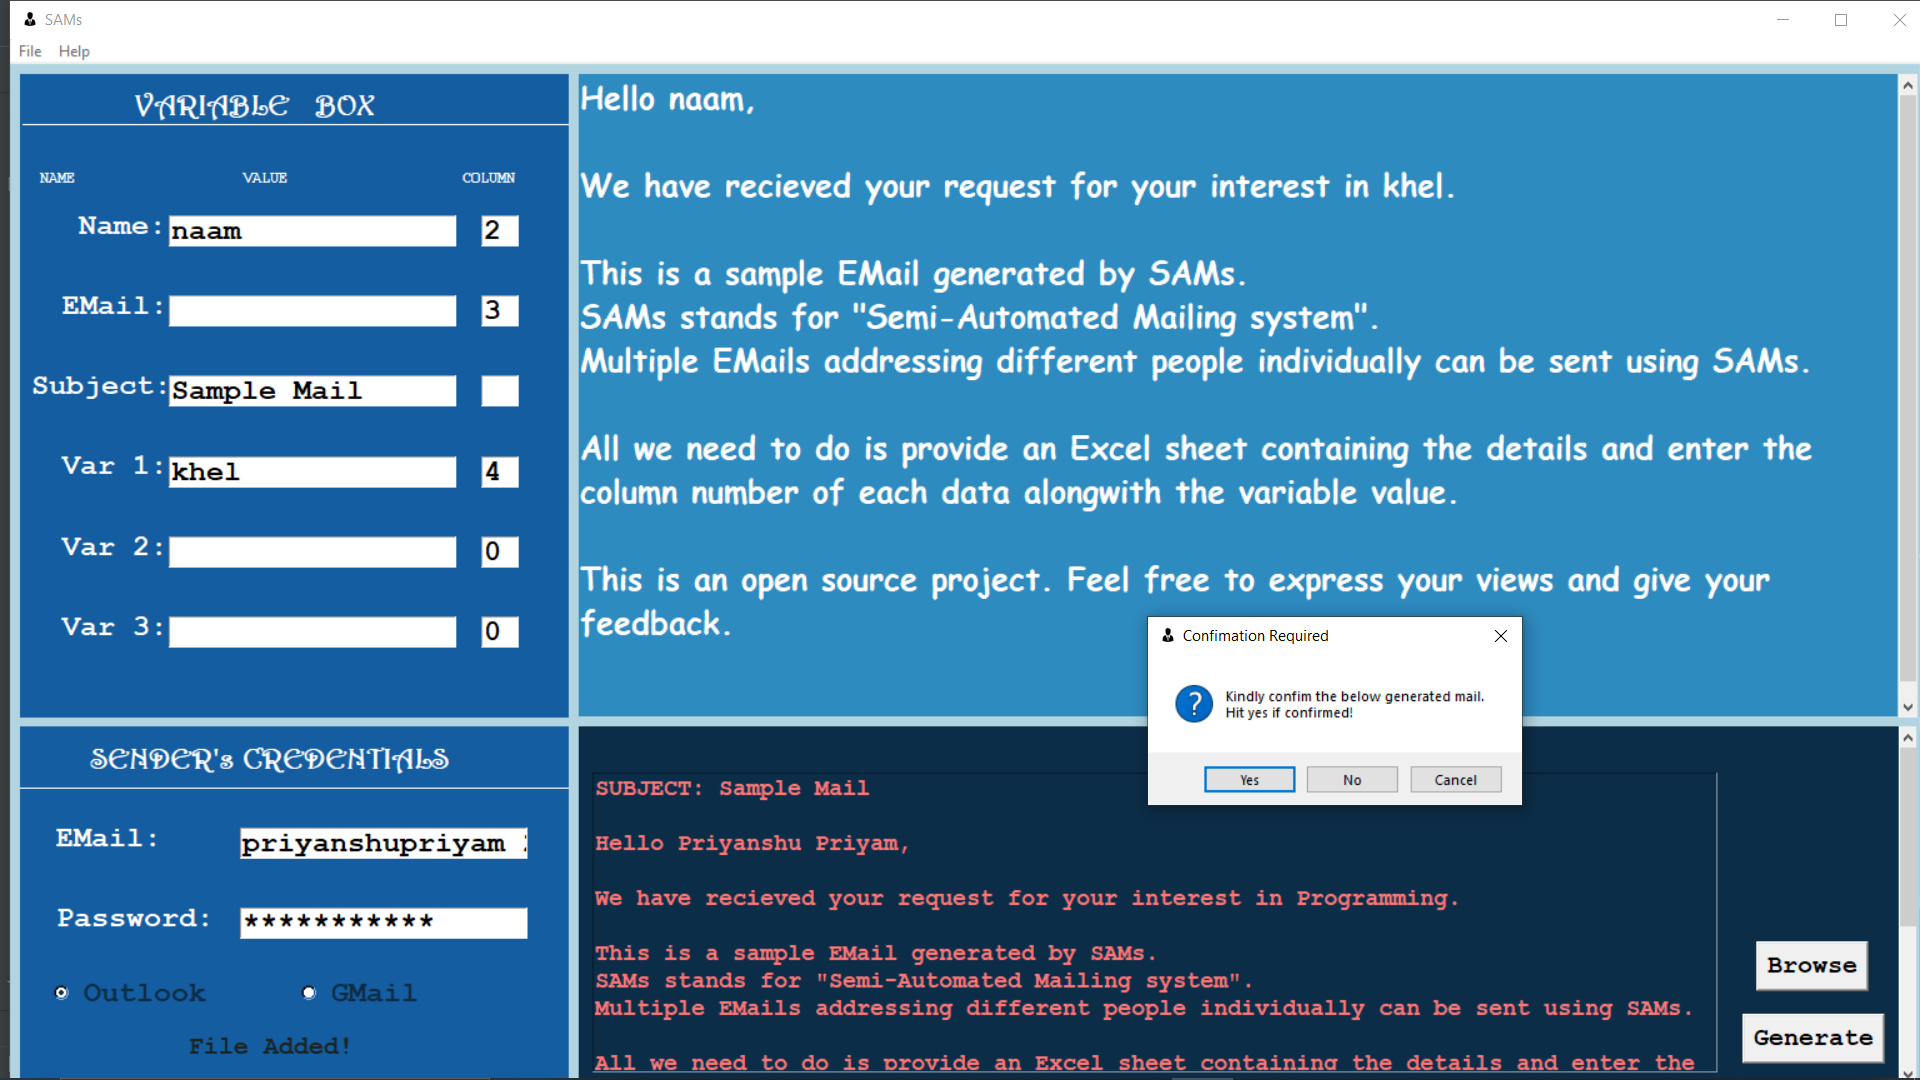 SAMs
File Help
VARIABLE BOX
NAME VALUE COLUMN
Name: naam 2
EMail: 3
Subject: Sample Mail
Var 1: khel 4
Var 2: 0
Var 3: 0
Hello naam,
We have recieved your request for your interest in khel.
This is a sample EMail generated by SAMs.
SAMs stands for "Semi-Automated Mailing system".
Multiple EMails addressing different people individually can be sent using SAMs.
All we need to do is provide an Excel sheet containing the details and enter the
column number of each data alongwith the variable value.
This is an open source project. Feel free to express your views and give your
feedback.
Confimation Required
Kindly confim the below generated mail.
Hit yes if confirmed!
Yes No Cancel
SENDER's CREDENTIALS
EMail: priyanshupriyam
Password: ***********
Outlook GMail
File Added!
SUBJECT: Sample Mail
Hello Priyanshu Priyam,
We have recieved your request for your interest in Programming.
This is a sample EMail generated by SAMs.
SAMs stands for "Semi-Automated Mailing system".
Multiple EMails addressing different people individually can be sent using SAMs.
All we need to do is provide an Excel sheet containing the details and enter the
Browse
Generate